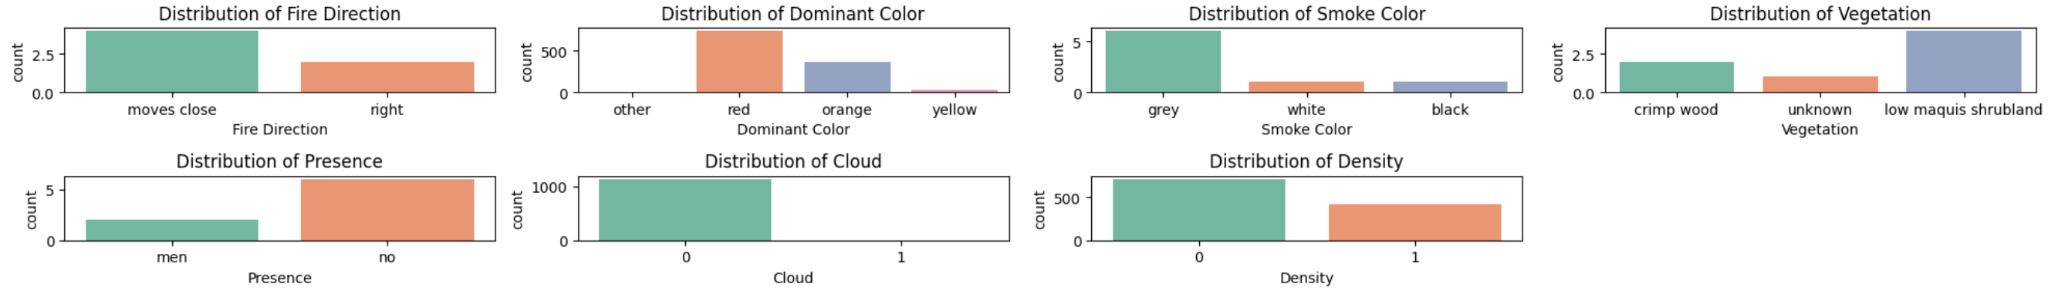 Distribution of Fire Direction
count
2.5
0.0
moves close
right
Fire Direction
Distribution of Dominant Color
count
500
0
other
red
orange
yellow
Dominant Color
Distribution of Smoke Color
count
5
0
grey
white
black
Smoke Color
Distribution of Vegetation
count
2.5
0.0
crimp wood
unknown
low maquis shrubland
Vegetation
Distribution of Presence
count
5
0
men
no
Presence
Distribution of Cloud
count
1000
0
0
1
Cloud
Distribution of Density
count
500
0
0
1
Density